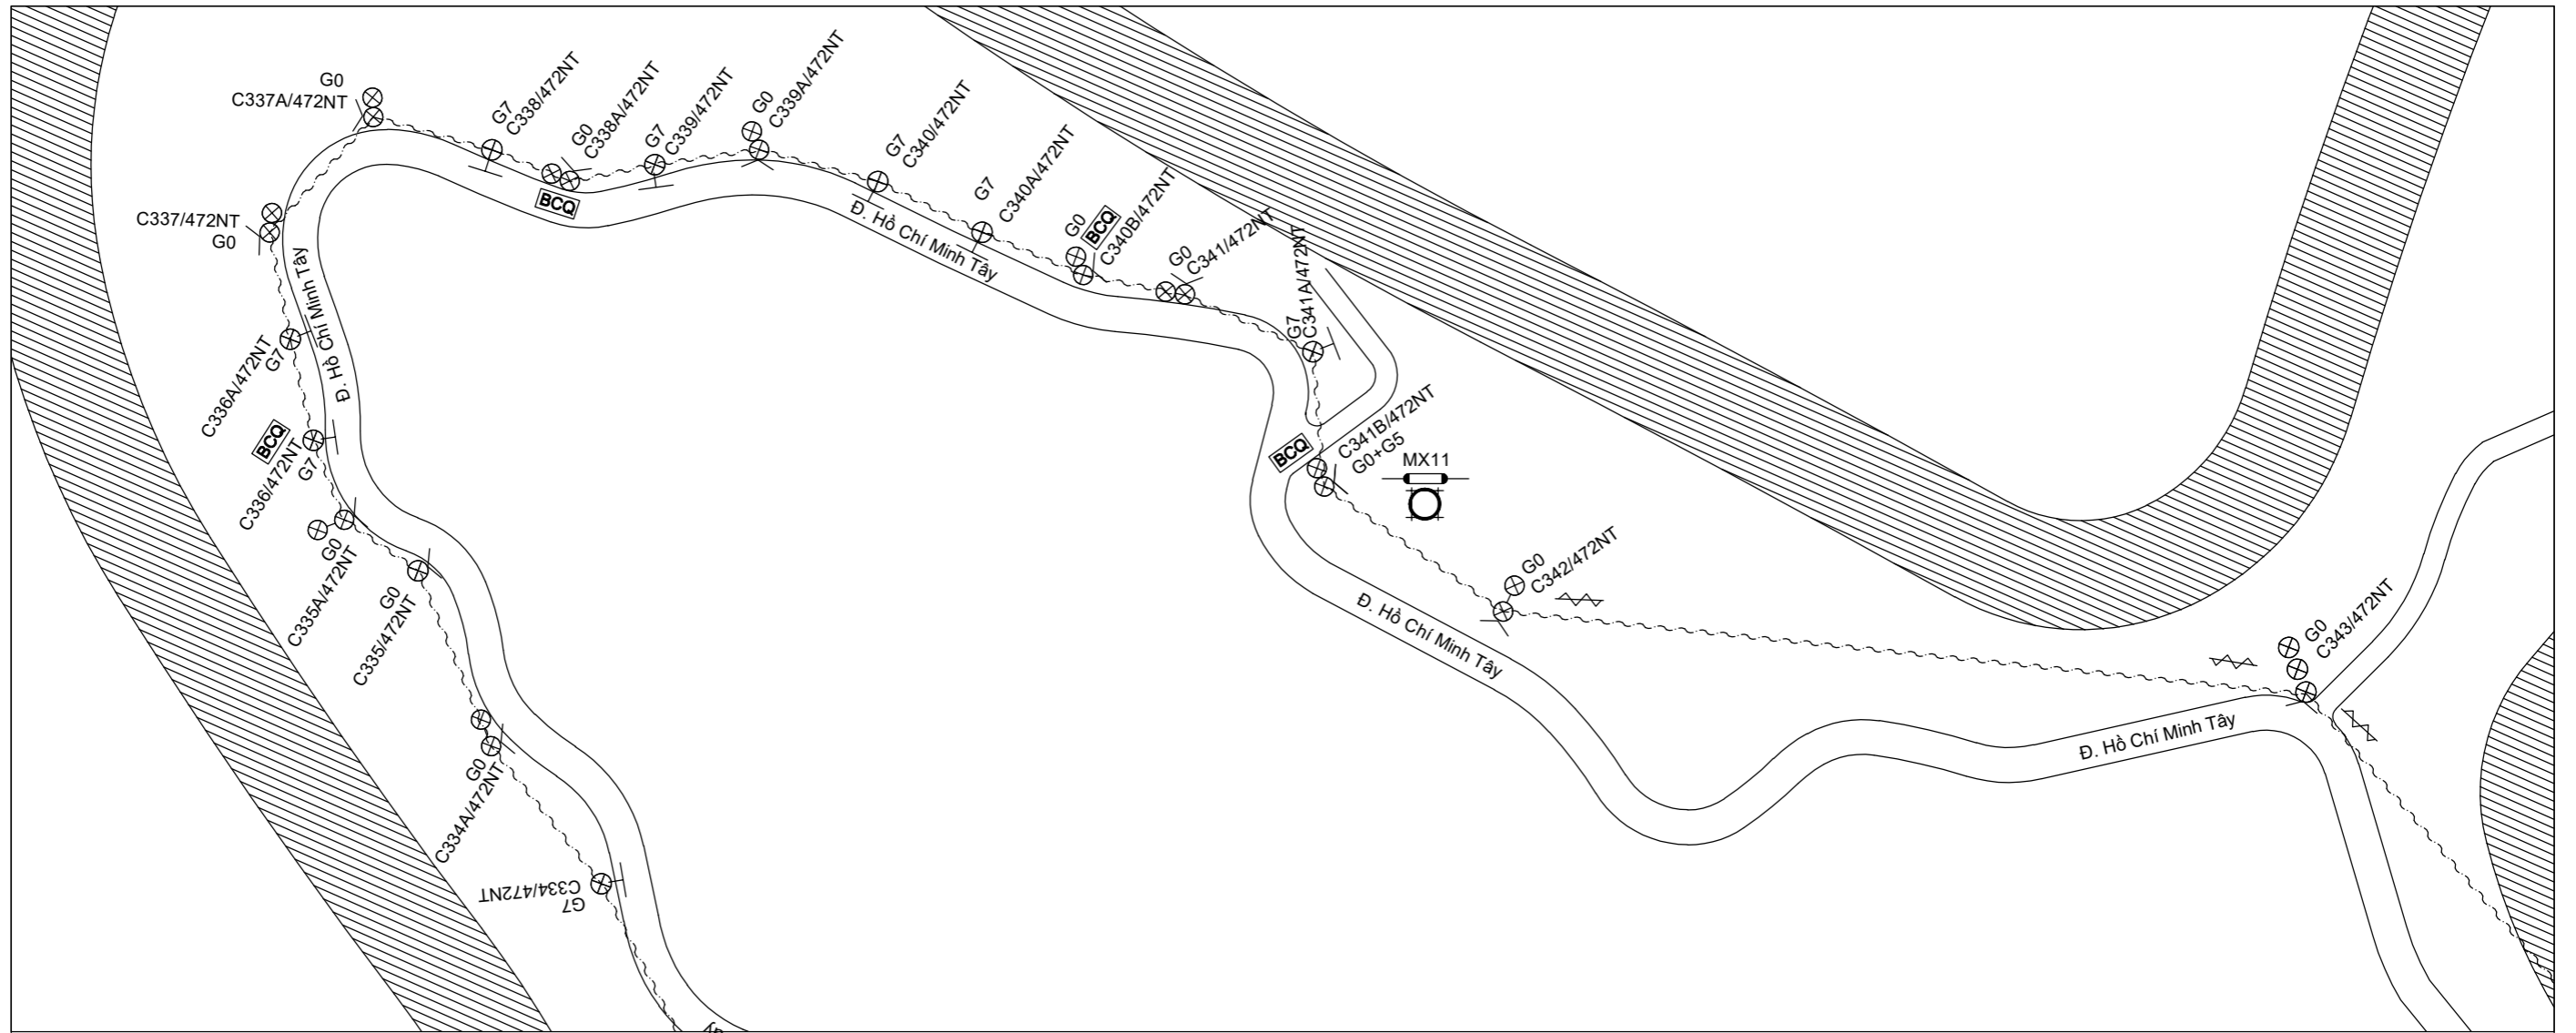 G0
C337A/472NT
G7
C338/472NT
G0
C338A/472NT
BCQ
G7
C339/472NT
G0
C339A/472NT
G7
C340/472NT
Đ. Hồ Chí Minh Tây
G7
C340A/472NT
G0
BCQ
C340B/472NT
G0
C341/472NT
G7
C341A/472NT
C337/472NT
G0
Đ. Hồ Chí Minh Tây
C336A/472NT
G7
BCQ
C336/472NT
G7
G0
C335A/472NT
G0
C335/472NT
G0
C334A/472NT
C334/472NT
G7
BCQ
C341B/472NT
G0+G5
MX11
G0
C342/472NT
Đ. Hồ Chí Minh Tây
G0
C343/472NT
Đ. Hồ Chí Minh Tây